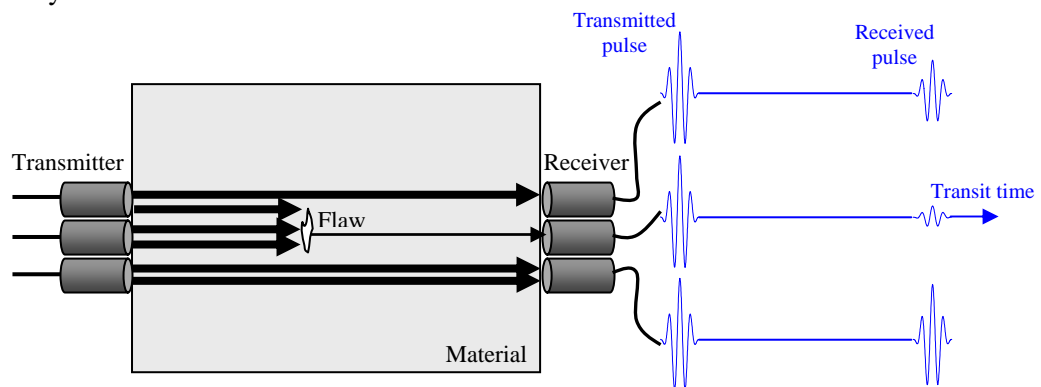 Transmitted
pulse
Received
pulse
Transmitter
Receiver
Flaw
Transit time
Material